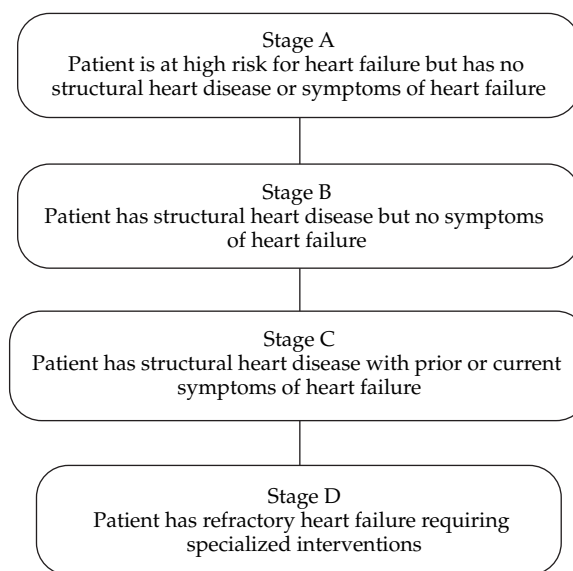 Stage A
Patient is at high risk for heart failure but has no
structural heart disease or symptoms of heart failure
Stage B
Patient has structural heart disease but no symptoms
of heart failure
Stage C
Patient has structural heart disease with prior or current
symptoms of heart failure
Stage D
Patient has refractory heart failure requiring
specialized interventions